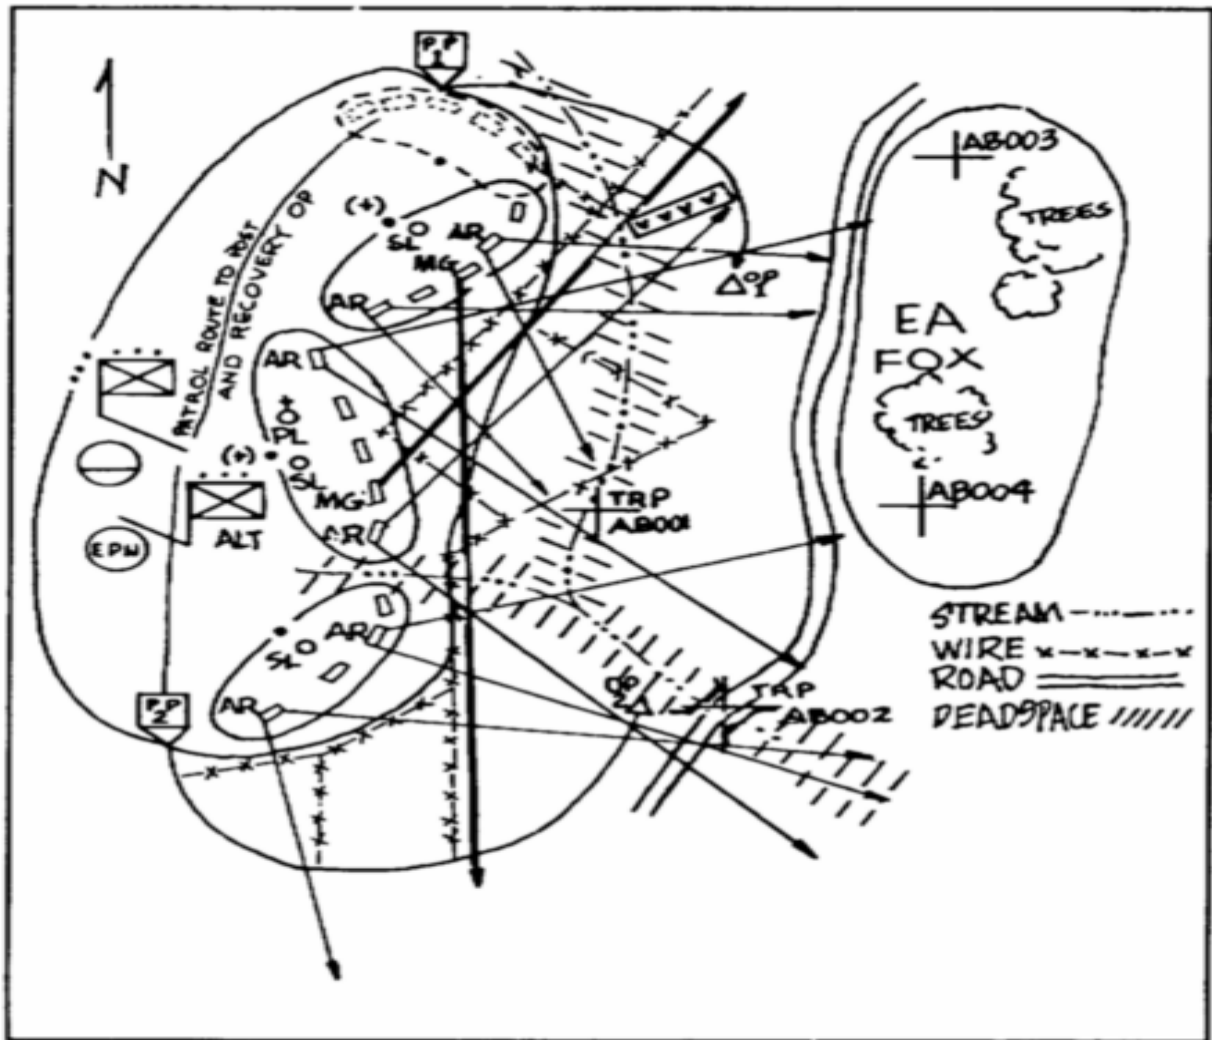 P P
1
N
AB003
TREES
(+)
SL
AR
MG
OP
1
AR
PATROL ROUTE TO POST
AND RECOVERY OP
EA
FOX
AR
TREES
+
PL
(+)
SL
MG
AB004
TRP
AB001
ALT
AR
EPW
STREAM
WIRE
ROAD
DEADSPACE
AR
SL
OP
2
TRP
AB002
P P
2
AR